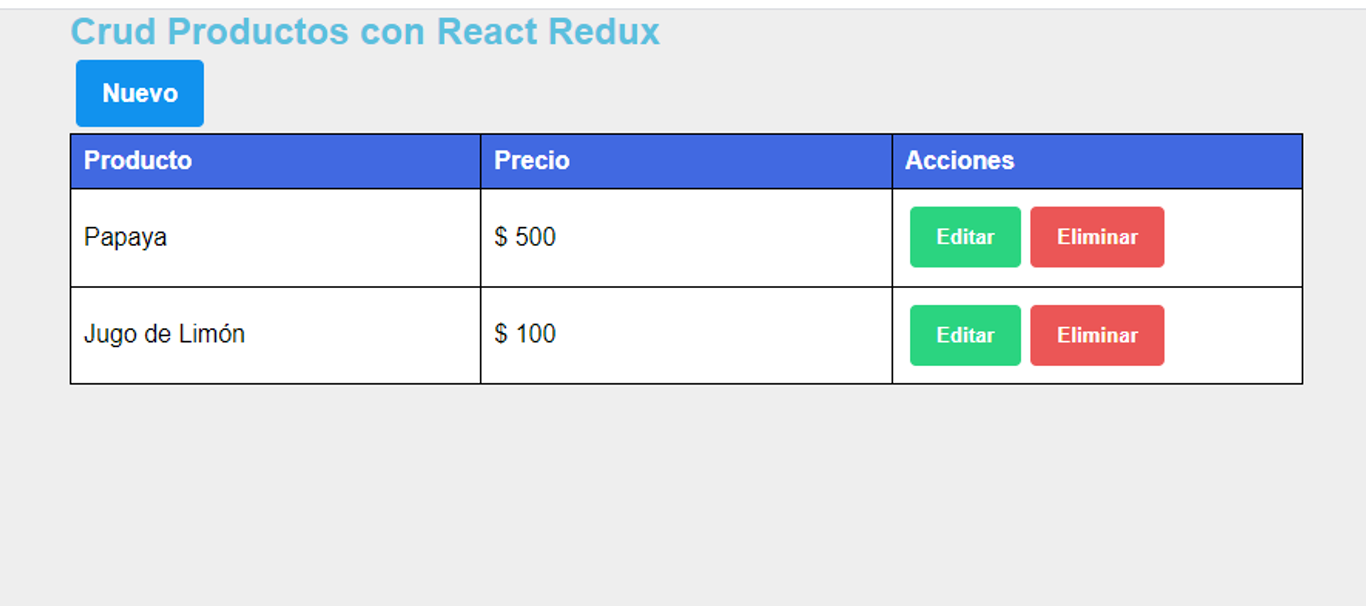 Crud Productos con React Redux
Nuevo
Producto Precio Acciones
Papaya $ 500 Editar Eliminar
Jugo de Limón $ 100 Editar Eliminar